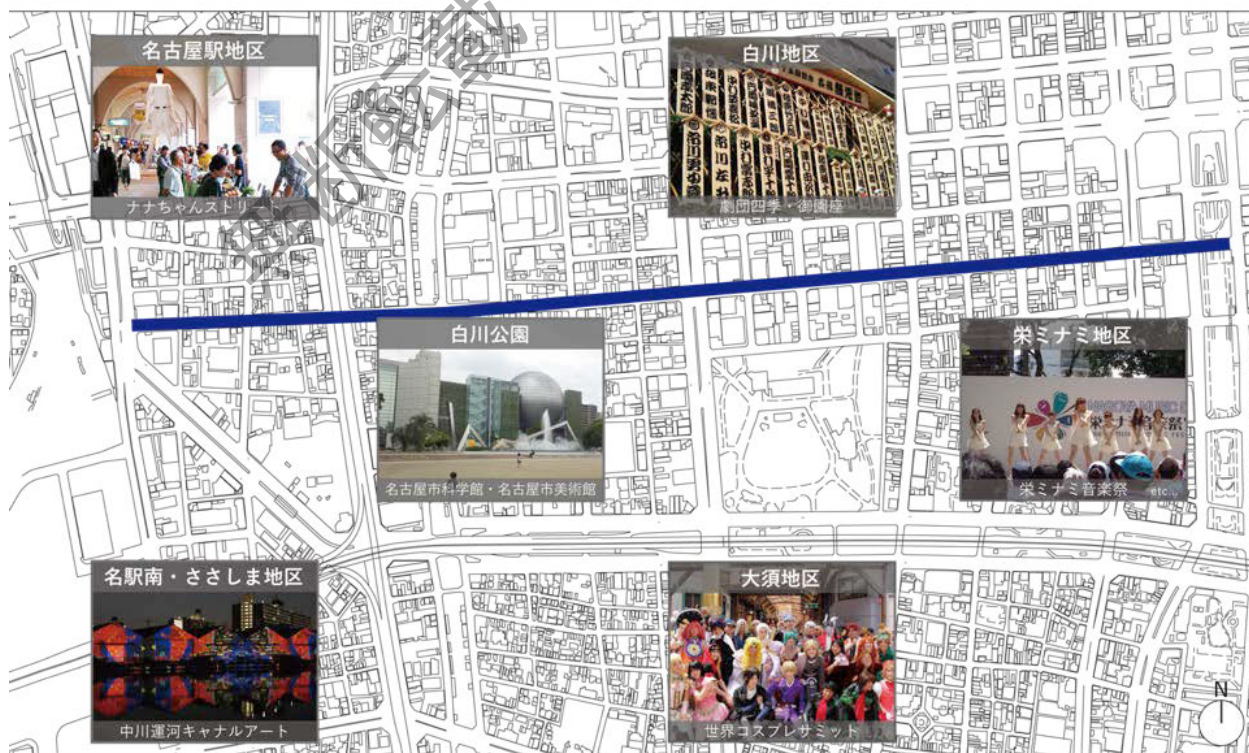 名古屋駅地区
ナナちゃんストリート
白川地区
劇団四季・御園座
白川公園
名古屋市科学館・名古屋市美術館
栄ミナミ地区
栄ミナミ音楽祭 etc...
名駅南・ささしま地区
中川運河キャナルアート
大須地区
世界コスプレサミット
N
無断転載